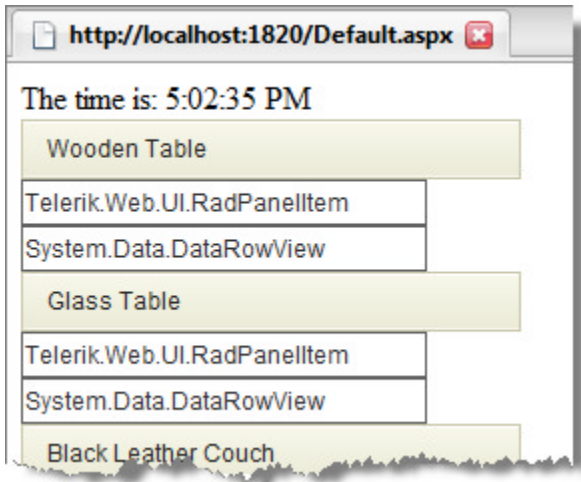 http://localhost:1820/Default.aspx
The time is: 5:02:35 PM
Wooden Table
Telerik.Web.UI.RadPanelItem
System.Data.DataRowView
Glass Table
Telerik.Web.UI.RadPanelItem
System.Data.DataRowView
Black Leather Couch